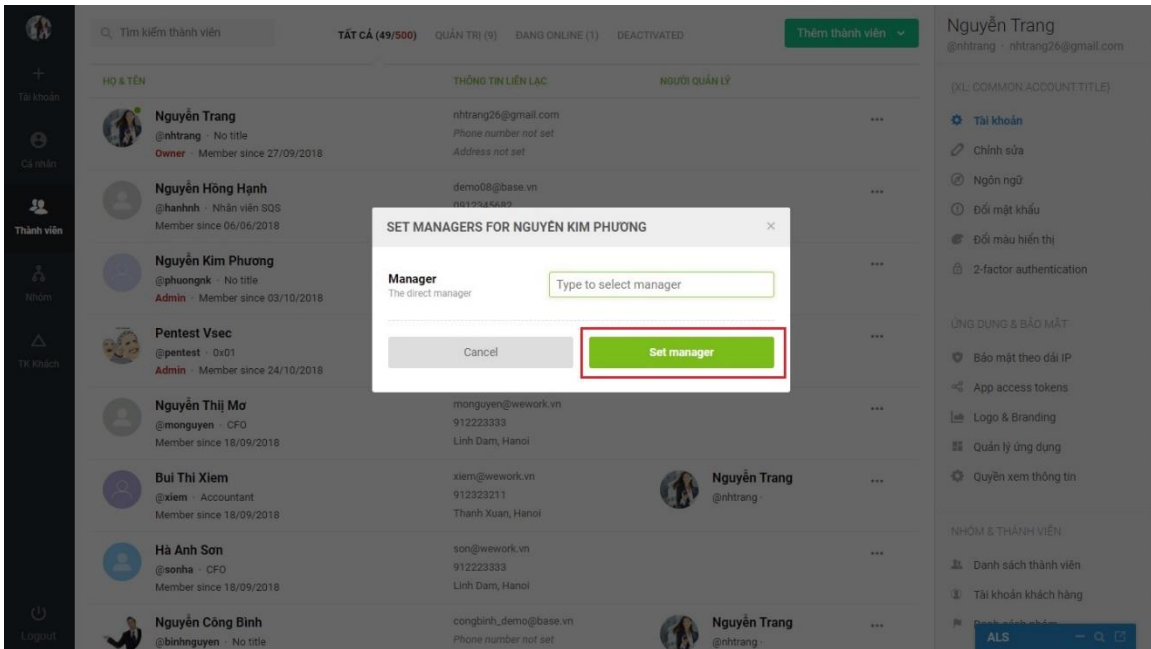 Tìm kiếm thành viên
TẤT CẢ (49/500) QUẢN TRỊ (9) ĐANG ONLINE (1) DEACTIVATED
Thêm thành viên
Nguyễn Trang
@nhtrang · nhtrang26@gmail.com
Tài khoản
Cá nhân
Thành viên
Nhóm
TK Khách
Logout
HỌ & TÊN THÔNG TIN LIÊN LẠC NGƯỜI QUẢN LÝ
Nguyễn Trang
@nhtrang · No title
Owner · Member since 27/09/2018
nhtrang26@gmail.com
Phone number not set
Address not set
Nguyễn Hồng Hạnh
@hanhnh · Nhân viên SQS
Member since 06/06/2018
demo08@base.vn
0912345682
Nguyễn Kim Phương
@phuongnk · No title
Admin · Member since 03/10/2018
Pentest Vsec
@pentest · 0x01
Admin · Member since 24/10/2018
SET MANAGERS FOR NGUYỄN KIM PHƯƠNG ×
Manager
The direct manager
Type to select manager
Cancel
Set manager
Nguyễn Thiị Mơ
@monguyen · CFO
Member since 18/09/2018
monguyen@wework.vn
912223333
Linh Dam, Hanoi
Bui Thi Xiem
@xiem · Accountant
Member since 18/09/2018
xiem@wework.vn
912323211
Thanh Xuan, Hanoi
Nguyễn Trang
@nhtrang ·
Hà Anh Sơn
@sonha · CFO
Member since 18/09/2018
son@wework.vn
912223333
Linh Dam, Hanoi
Nguyễn Công Bình
@binhnguyen · No title
congbinh_demo@base.vn
Phone number not set
Nguyễn Trang
@nhtrang ·
{XL: COMMON.ACCOUNT.TITLE}
Tài khoản
Chỉnh sửa
Ngôn ngữ
Đổi mật khẩu
Đổi màu hiển thị
2-factor authentication
ỨNG DỤNG & BẢO MẬT
Bảo mật theo dải IP
App access tokens
Logo & Branding
Quản lý ứng dụng
Quyền xem thông tin
NHÓM & THÀNH VIÊN
Danh sách thành viên
Tài khoản khách hàng
ALS